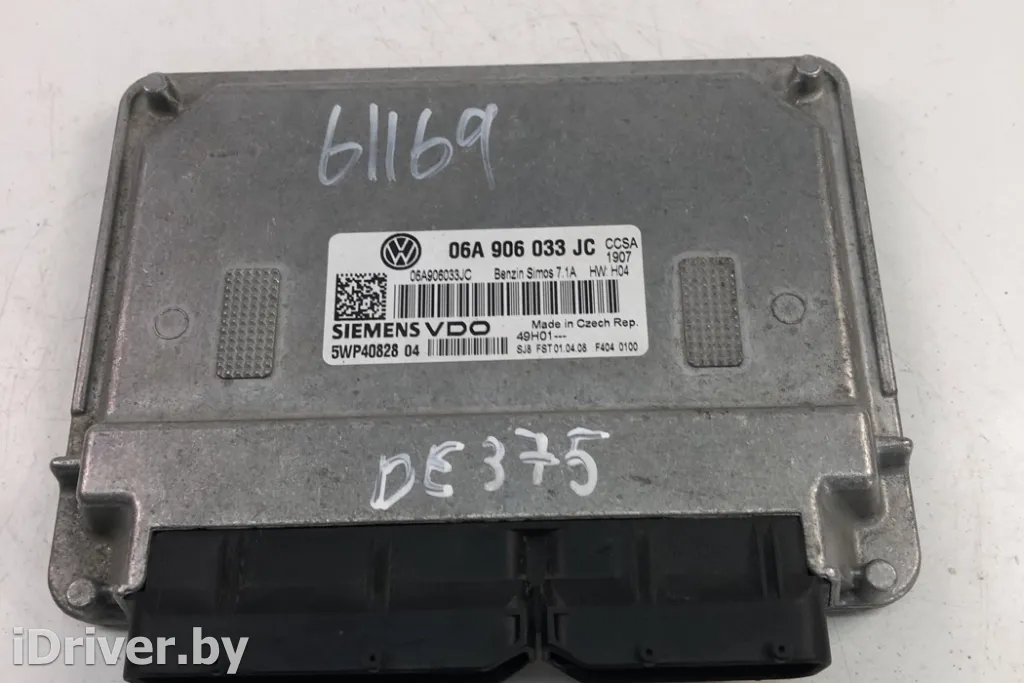 61169
06A 906 033 JC CCSA
1907
06A906033JC Benzin Simos 7.1A HW: H04
SIEMENS VDO Made in Czech Rep.
49H01---
5WP40828 04 SJ8 FST 01.04.08 F404 0100
DE375
iDriver.by